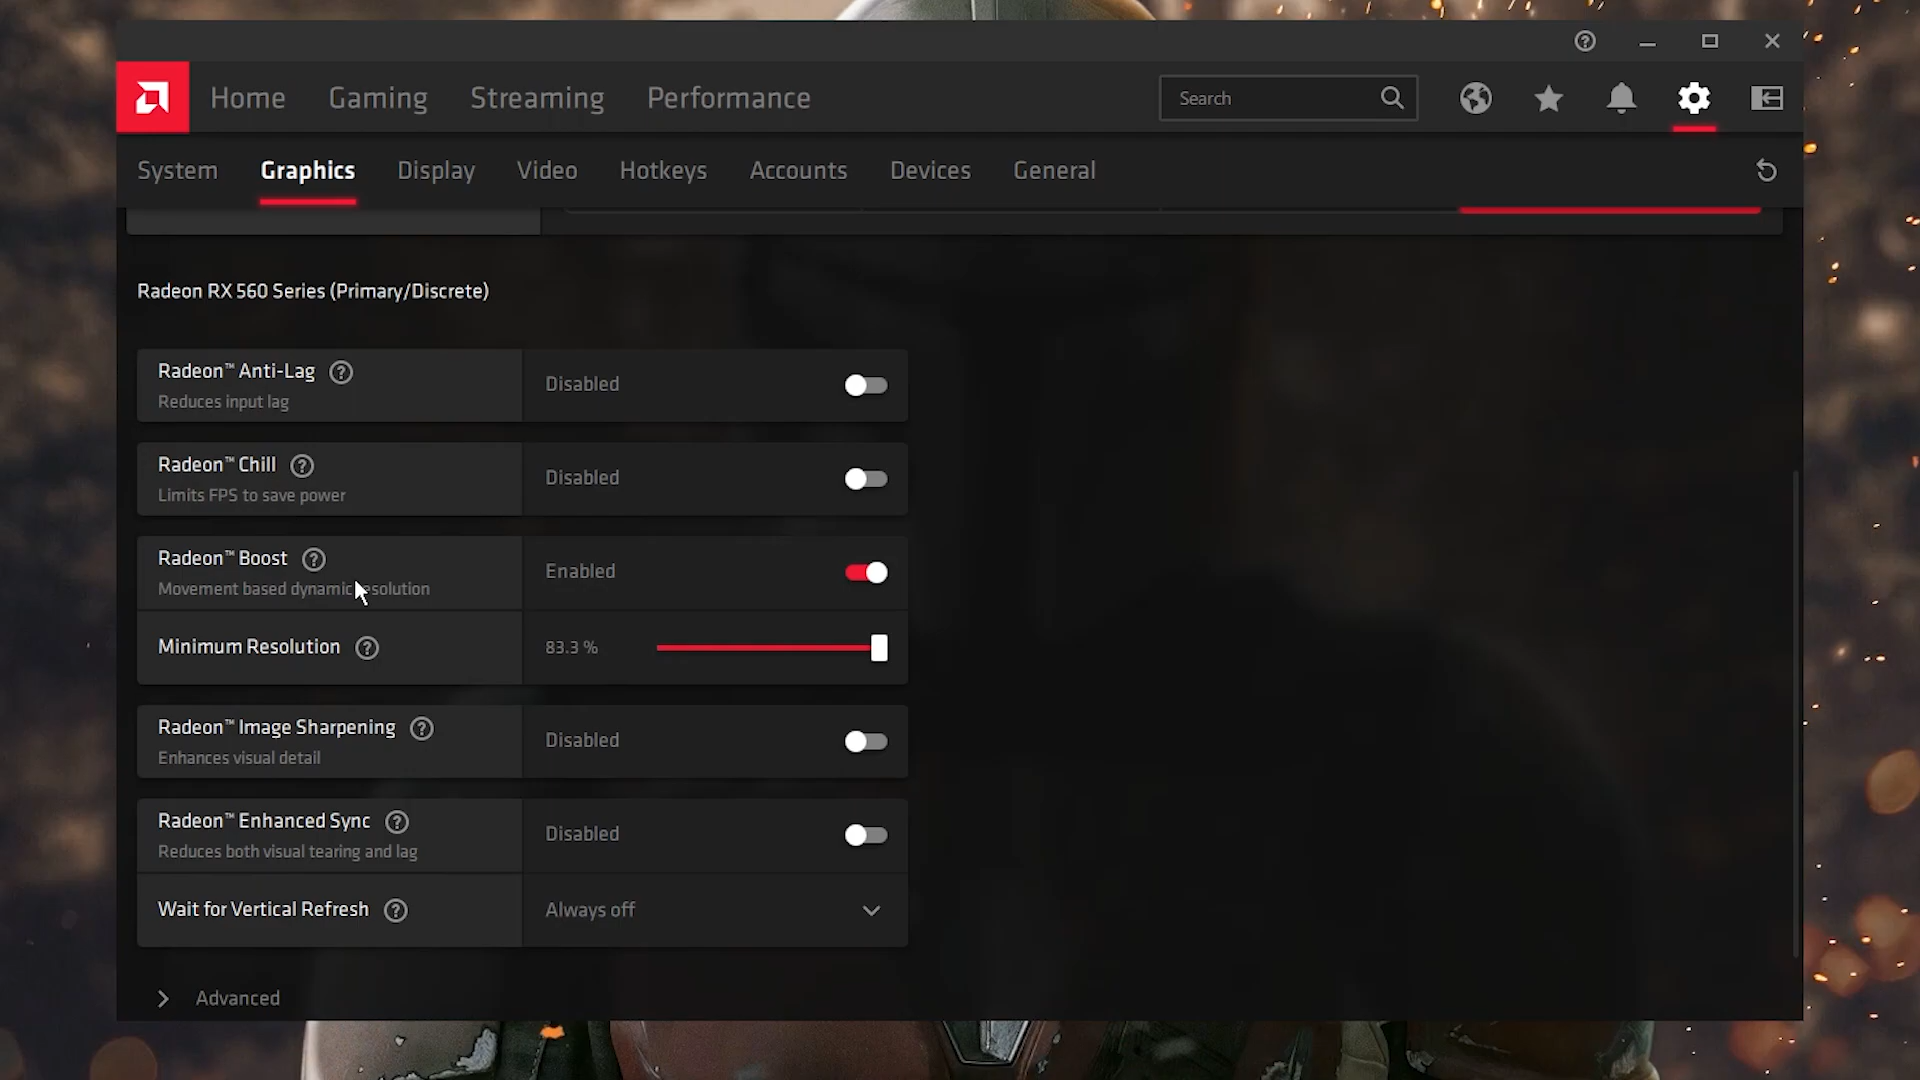 Home Gaming Streaming Performance Search
System Graphics Display Video Hotkeys Accounts Devices General
Radeon RX 560 Series (Primary/Discrete)
Radeon™ Anti-Lag Disabled
Reduces input lag
Radeon™ Chill Disabled
Limits FPS to save power
Radeon™ Boost Enabled
Movement based dynamic resolution
Minimum Resolution 83.3 %
Radeon™ Image Sharpening Disabled
Enhances visual detail
Radeon™ Enhanced Sync Disabled
Reduces both visual tearing and lag
Wait for Vertical Refresh Always off
Advanced